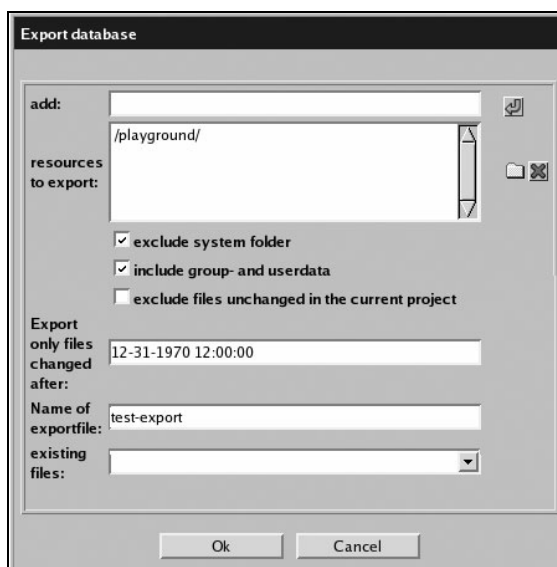 Export database
add:
/playground/
resources
to export:
exclude system folder
include group- and userdata
exclude files unchanged in the current project
Export
only files
changed
after:
12-31-1970 12:00:00
Name of
exportfile:
test-export
existing
files:
Ok
Cancel